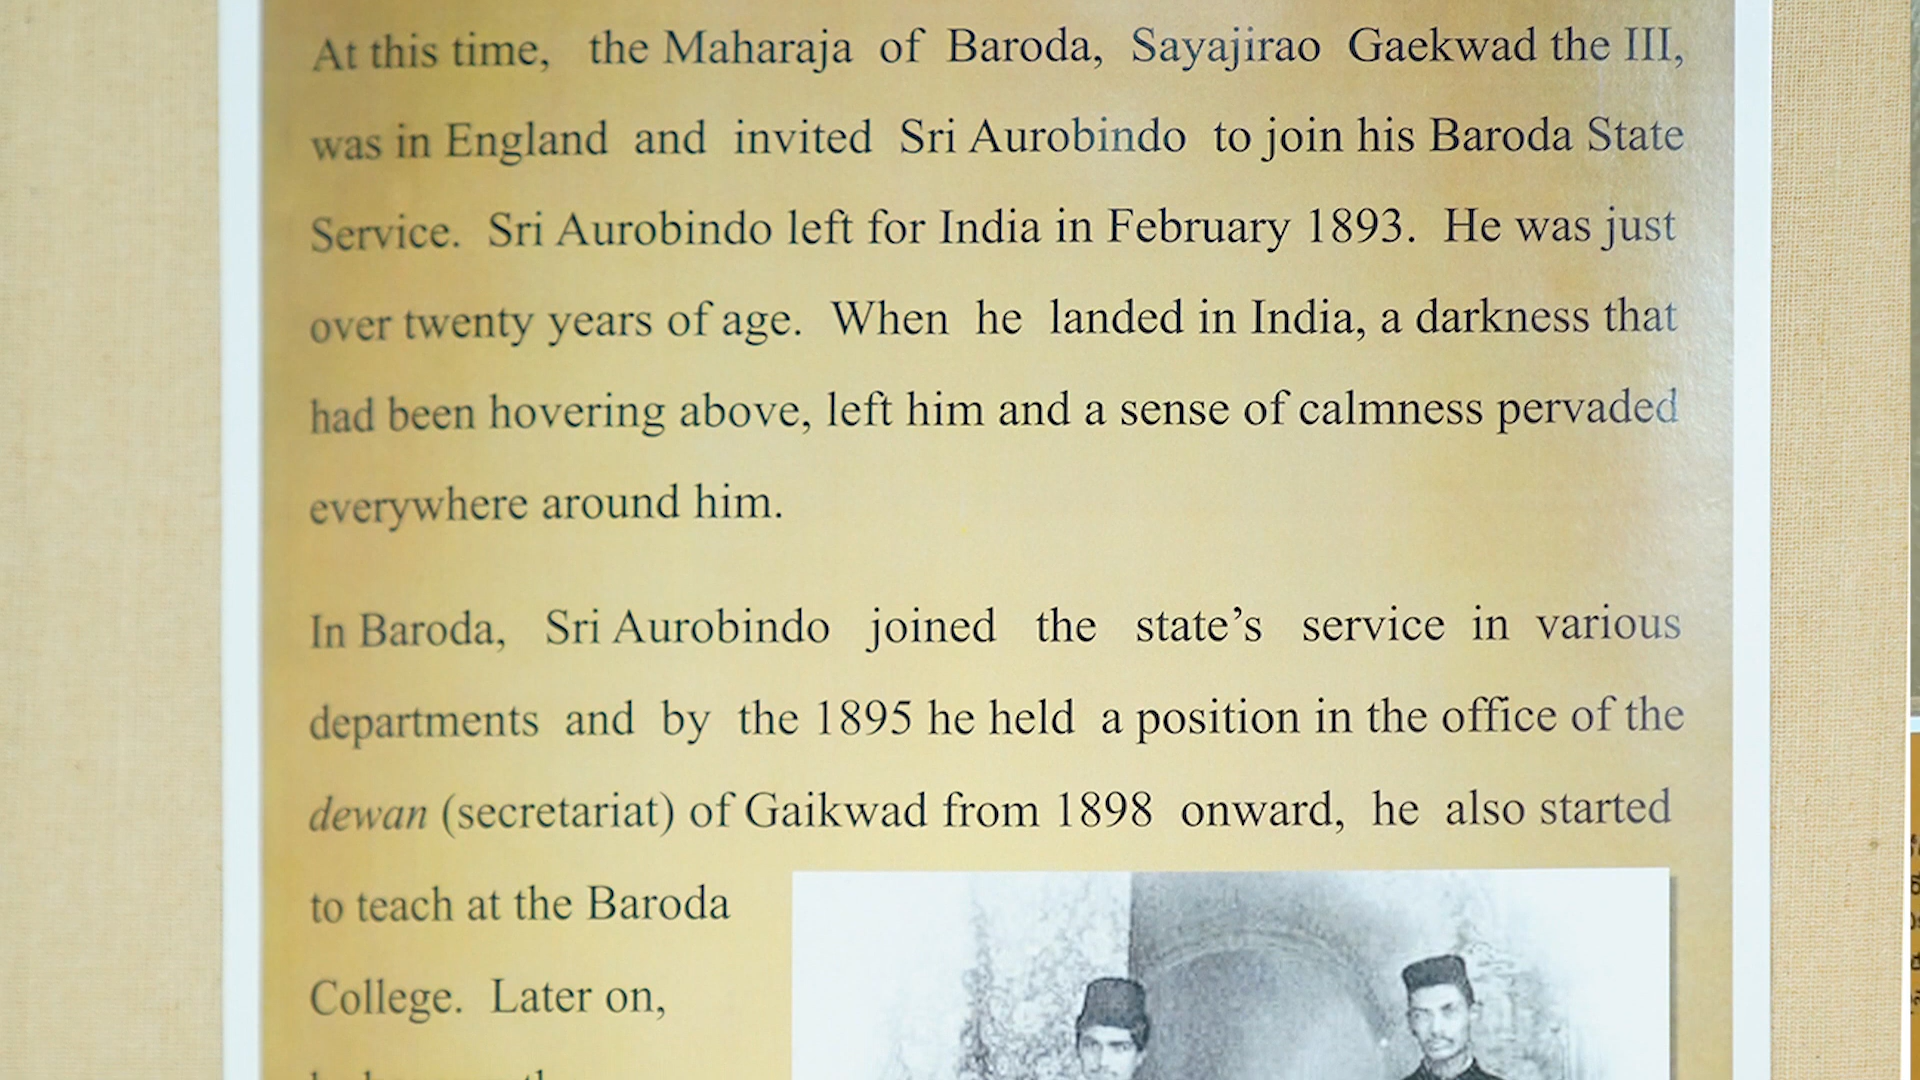 At this time, the Maharaja of Baroda, Sayajirao Gaekwad the III,
was in England and invited Sri Aurobindo to join his Baroda State
Service. Sri Aurobindo left for India in February 1893. He was just
over twenty years of age. When he landed in India, a darkness that
had been hovering above, left him and a sense of calmness pervaded
everywhere around him.
In Baroda, Sri Aurobindo joined the state's service in various
departments and by the 1895 he held a position in the office of the
dewan (secretariat) of Gaikwad from 1898 onward, he also started
to teach at the Baroda
College. Later on,